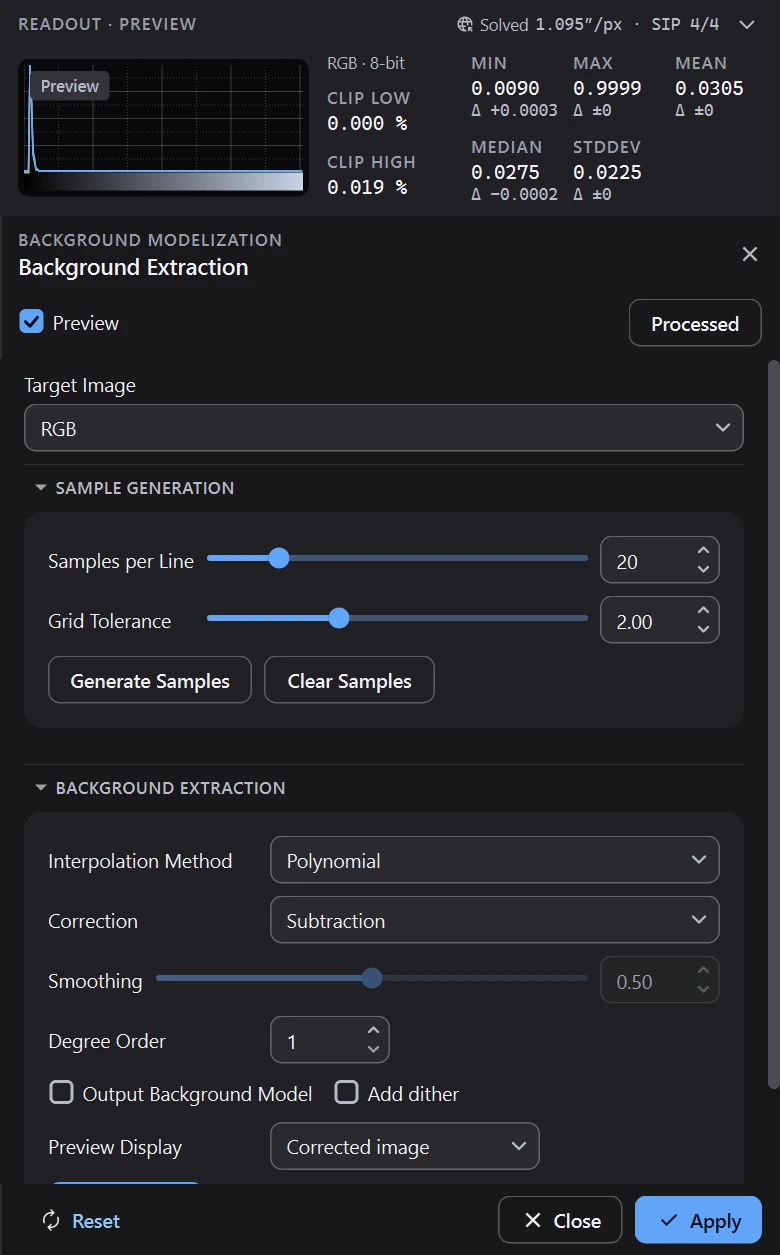 READOUT · PREVIEW
Solved 1.095″/px · SIP 4/4
Preview
RGB · 8-bit
CLIP LOW
0.000 %
CLIP HIGH
0.019 %
MIN MAX MEAN
0.0090 0.9999 0.0305
Δ +0.0003 Δ ±0 Δ ±0
MEDIAN STDDEV
0.0275 0.0225
Δ −0.0002 Δ ±0
BACKGROUND MODELIZATION
Background Extraction
Preview
Processed
Target Image
RGB
SAMPLE GENERATION
Samples per Line 20
Grid Tolerance 2.00
Generate Samples Clear Samples
BACKGROUND EXTRACTION
Interpolation Method Polynomial
Correction Subtraction
Smoothing 0.50
Degree Order 1
Output Background Model Add dither
Preview Display Corrected image
Reset Close Apply